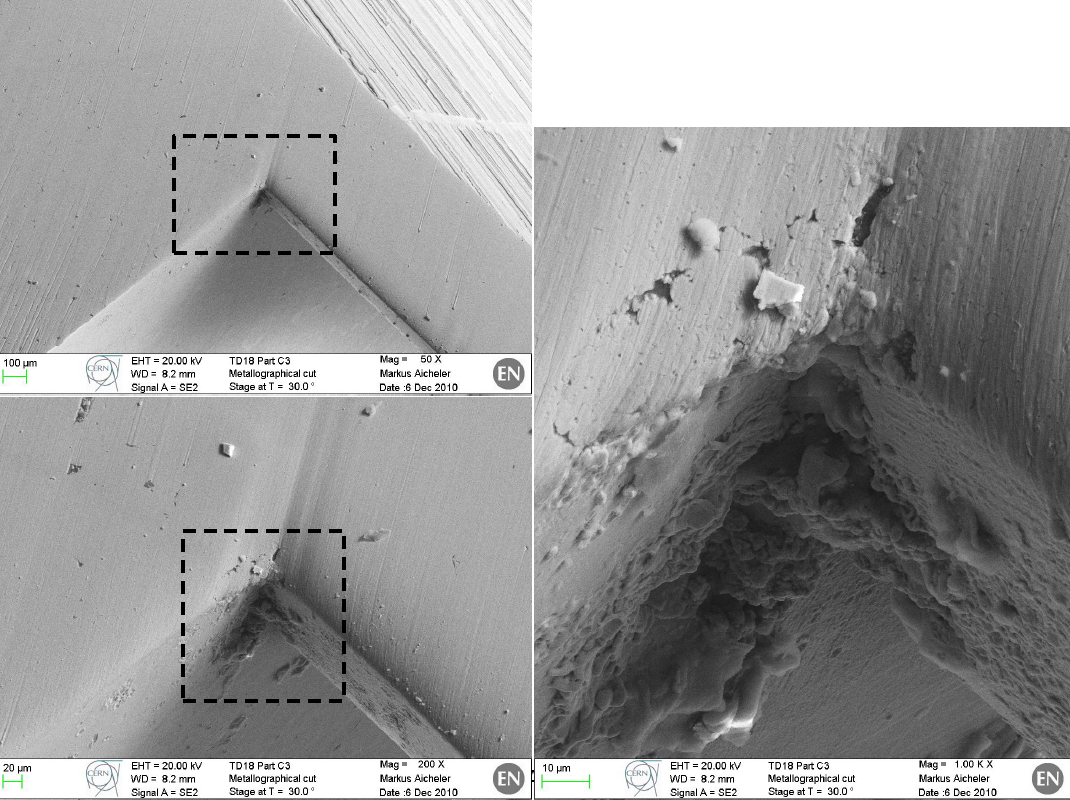 100 µm
CERN
EHT = 20.00 kV
WD = 8.2 mm
Signal A = SE2
TD18 Part C3
Metallographical cut
Stage at T = 30.0 °
Mag = 50 X
Markus Aicheler
Date :6 Dec 2010
EN
20 µm
CERN
EHT = 20.00 kV
WD = 8.2 mm
Signal A = SE2
TD18 Part C3
Metallographical cut
Stage at T = 30.0 °
Mag = 200 X
Markus Aicheler
Date :6 Dec 2010
EN
10 µm
CERN
EHT = 20.00 kV
WD = 8.2 mm
Signal A = SE2
TD18 Part C3
Metallographical cut
Stage at T = 30.0 °
Mag = 1.00 K X
Markus Aicheler
Date :6 Dec 2010
EN